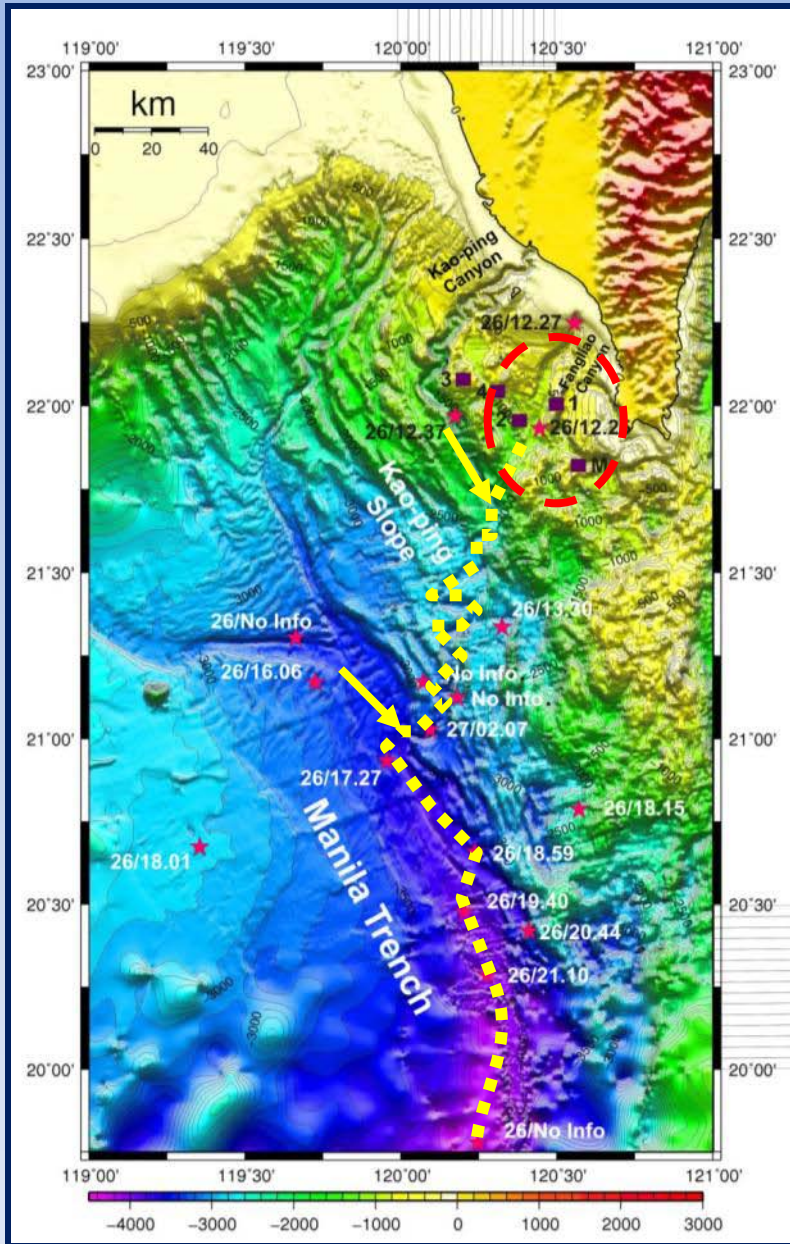 119°00' 119°30' 120°00' 120°30' 121°00'
23°00' 23°00'
km
0 20 40
22°30' 22°30'
Kao-ping
Canyon
26/12.27
Fangliao
Canyon
3
4
1
22°00' 22°00'
2
26/12.37
M
Kao-ping
Slope
21°30' 21°30'
26/13.30
26/No Info
No Info
26/16.06
No Info
27/02.07
21°00' 21°00'
26/17.27
Manila Trench
26/18.15
26/18.01
26/18.59
20°30' 26/19.40 20°30'
26/20.44
26/21.10
20°00' 20°00'
26/No Info
119°00' 119°30' 120°00' 120°30' 121°00'
−4000 −3000 −2000 −1000 0 1000 2000 3000